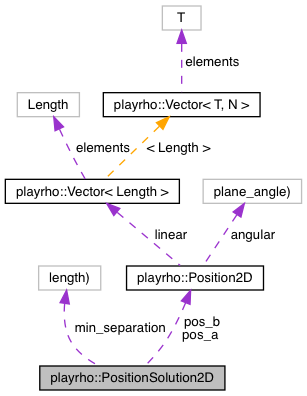 T
elements
Length
playrho::Vector< T, N >
elements
< Length >
playrho::Vector< Length >
plane_angle)
linear
angular
length)
playrho::Position2D
min_separation
pos_b
pos_a
playrho::PositionSolution2D